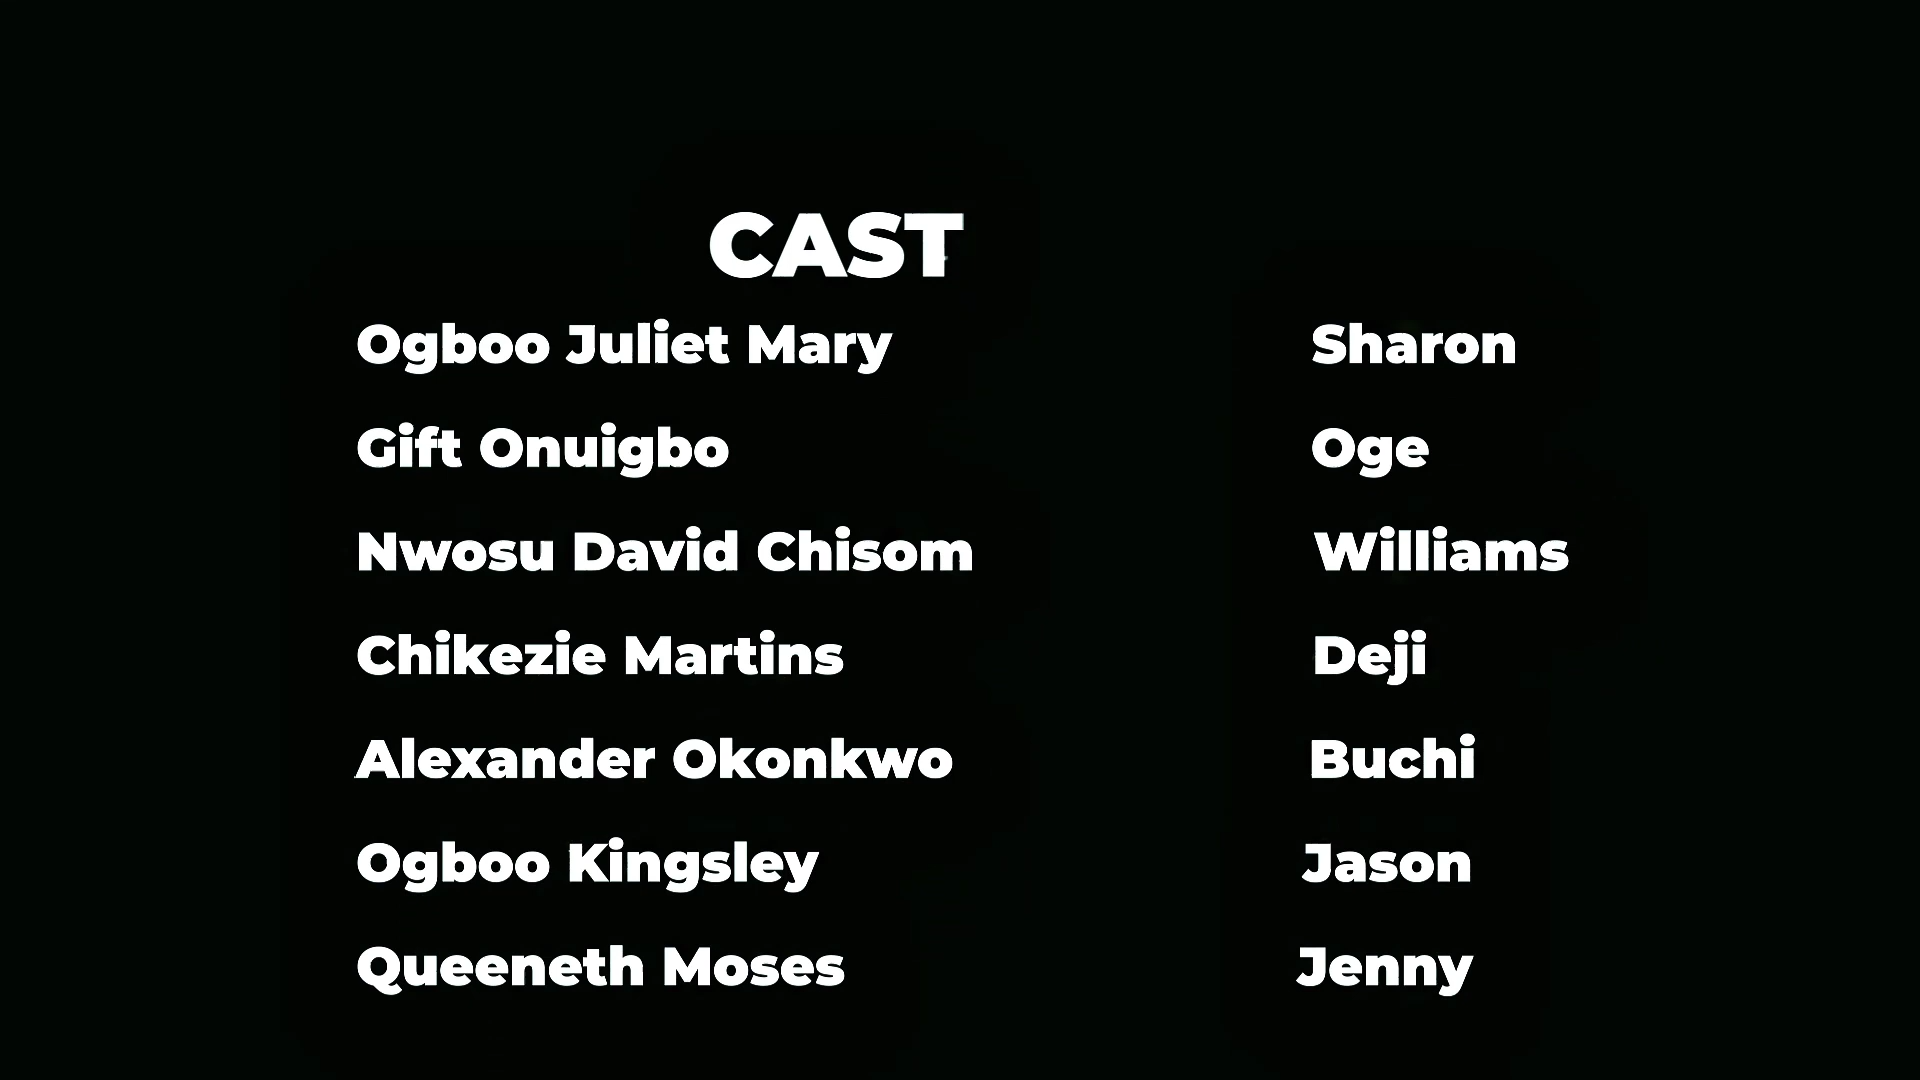 CAST
Ogboo Juliet Mary Sharon
Gift Onuigbo Oge
Nwosu David Chisom Williams
Chikezie Martins Deji
Alexander Okonkwo Buchi
Ogboo Kingsley Jason
Queeneth Moses Jenny